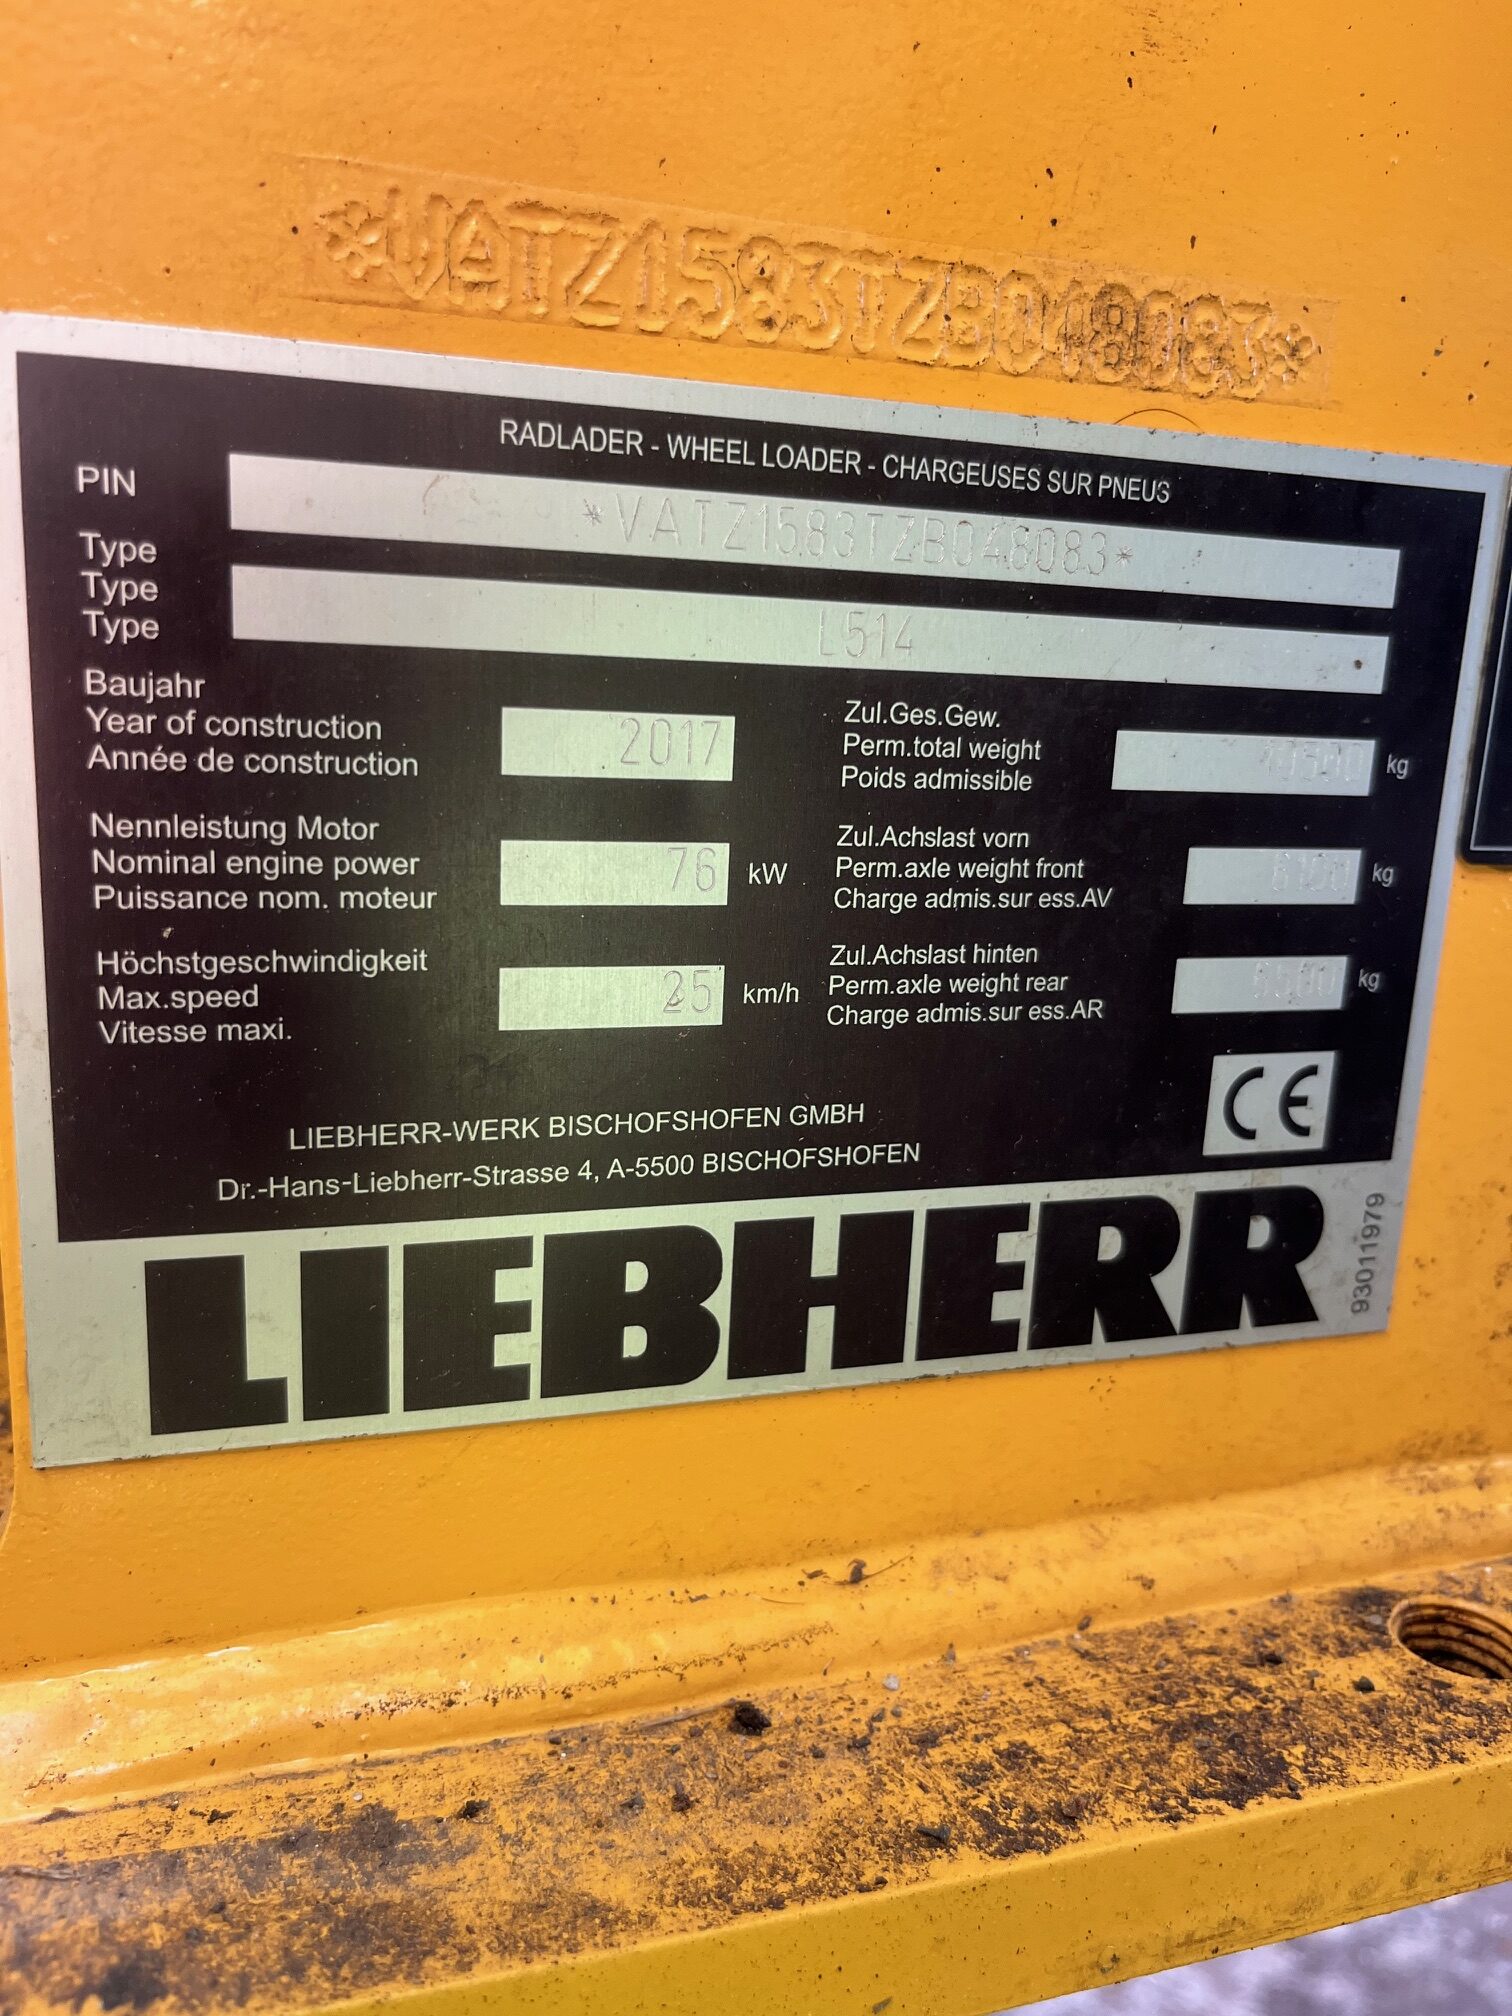 *VATZ1583TZB048083*
RADLADER - WHEEL LOADER - CHARGEUSES SUR PNEUS
PIN *VATZ1583TZB048083*
Type
Type L514
Type
Baujahr
Year of construction 2017
Année de construction
Zul.Ges.Gew.
Perm.total weight 10500 kg
Poids admissible
Nennleistung Motor
Nominal engine power 76 kW
Puissance nom. moteur
Zul.Achslast vorn
Perm.axle weight front 6100 kg
Charge admis.sur ess.AV
Höchstgeschwindigkeit
Max.speed 25 km/h
Vitesse maxi.
Zul.Achslast hinten
Perm.axle weight rear kg
Charge admis.sur ess.AR
CE
LIEBHERR-WERK BISCHOFSHOFEN GMBH
Dr.-Hans-Liebherr-Strasse 4, A-5500 BISCHOFSHOFEN
LIEBHERR
93011979